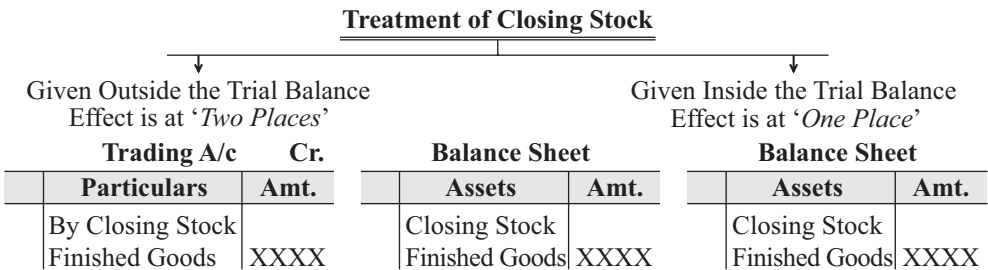 Treatment of Closing Stock
Given Outside the Trial Balance
Effect is at ‘Two Places’
Given Inside the Trial Balance
Effect is at ‘One Place’
Trading A/c Cr.
Particulars Amt.
By Closing Stock
Finished Goods XXXX
Balance Sheet
Assets Amt.
Closing Stock
Finished Goods XXXX
Balance Sheet
Assets Amt.
Closing Stock
Finished Goods XXXX